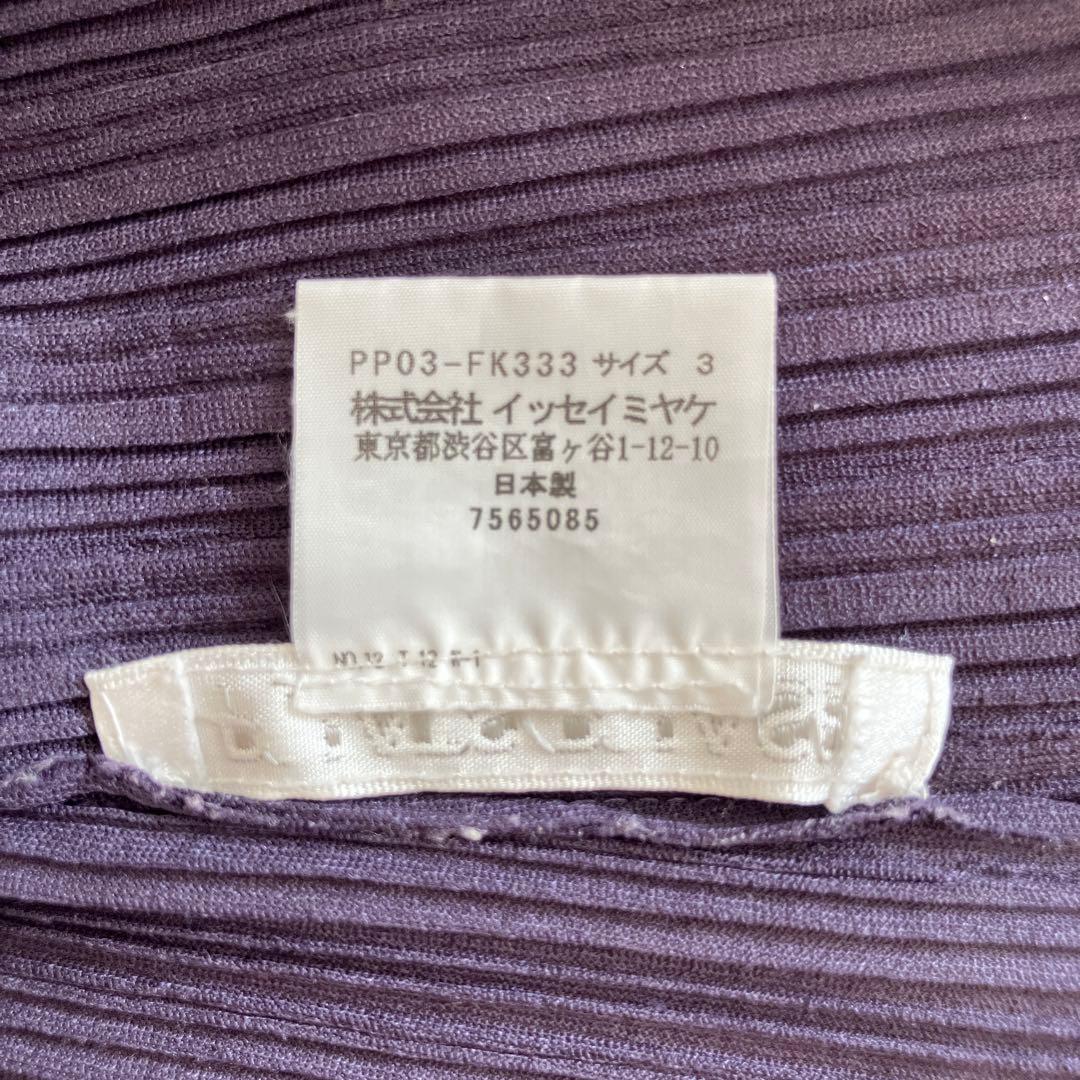 PP03-FK333 サイズ 3
株式会社 イッセイミヤケ
東京都渋谷区富ヶ谷1-12-10
日本製
7565085